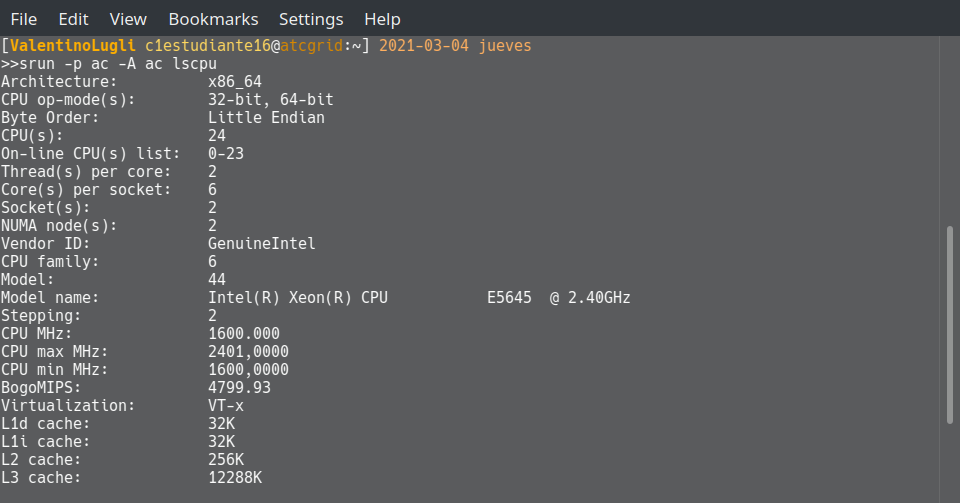 File Edit View Bookmarks Settings Help
[ValentinoLugli c1estudiante16@atcgrid:~] 2021-03-04 jueves
>>srun -p ac -A ac lscpu
Architecture: x86_64
CPU op-mode(s): 32-bit, 64-bit
Byte Order: Little Endian
CPU(s): 24
On-line CPU(s) list: 0-23
Thread(s) per core: 2
Core(s) per socket: 6
Socket(s): 2
NUMA node(s): 2
Vendor ID: GenuineIntel
CPU family: 6
Model: 44
Model name: Intel(R) Xeon(R) CPU E5645 @ 2.40GHz
Stepping: 2
CPU MHz: 1600.000
CPU max MHz: 2401,0000
CPU min MHz: 1600,0000
BogoMIPS: 4799.93
Virtualization: VT-x
L1d cache: 32K
L1i cache: 32K
L2 cache: 256K
L3 cache: 12288K